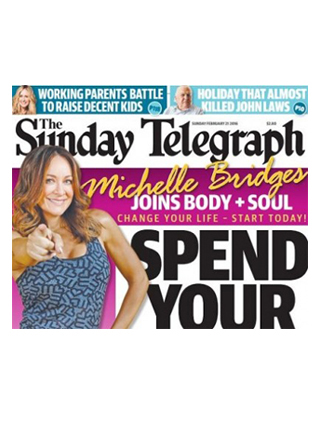 WORKING PARENTS BATTLE
TO RAISE DECENT KIDS
HOLIDAY THAT ALMOST
KILLED JOHN LAWS
The Sunday Telegraph
Michelle Bridges
JOINS BODY + SOUL
CHANGE YOUR LIFE – START TODAY!
SPEND
YOUR